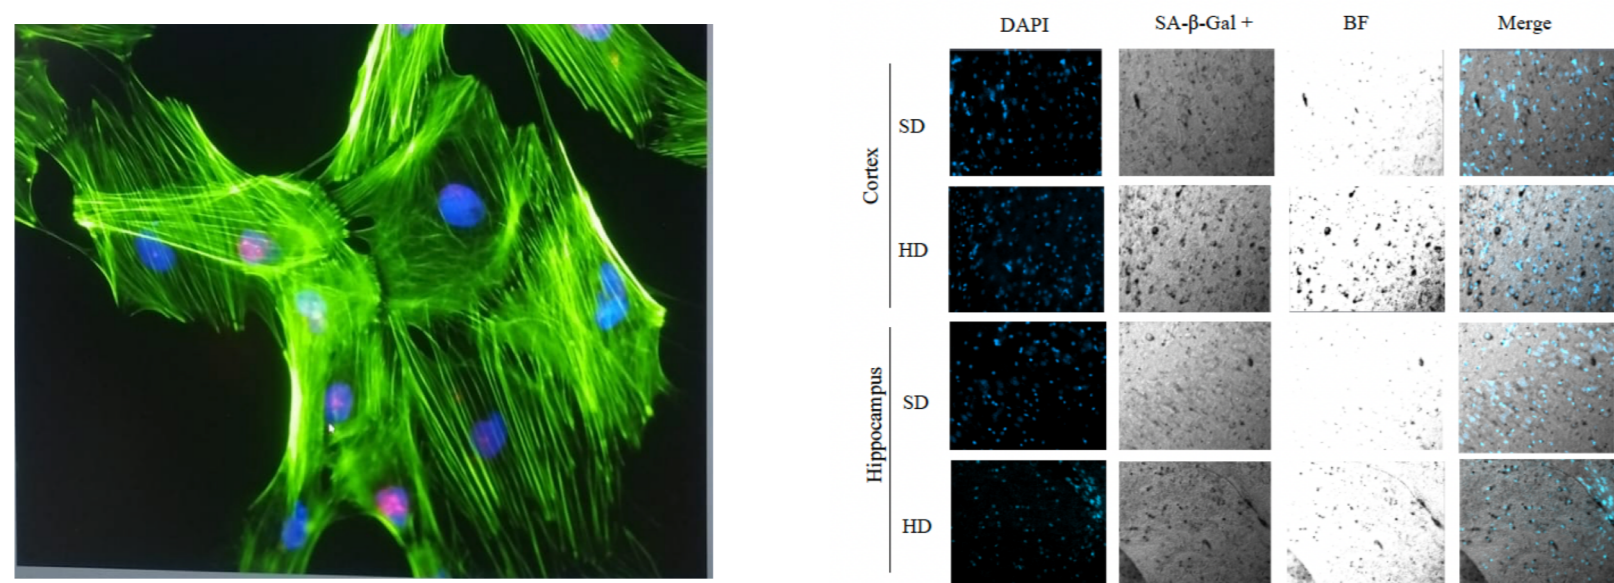 DAPI SA-β-Gal + BF Merge
Cortex
SD
HD
Hippocampus
SD
HD